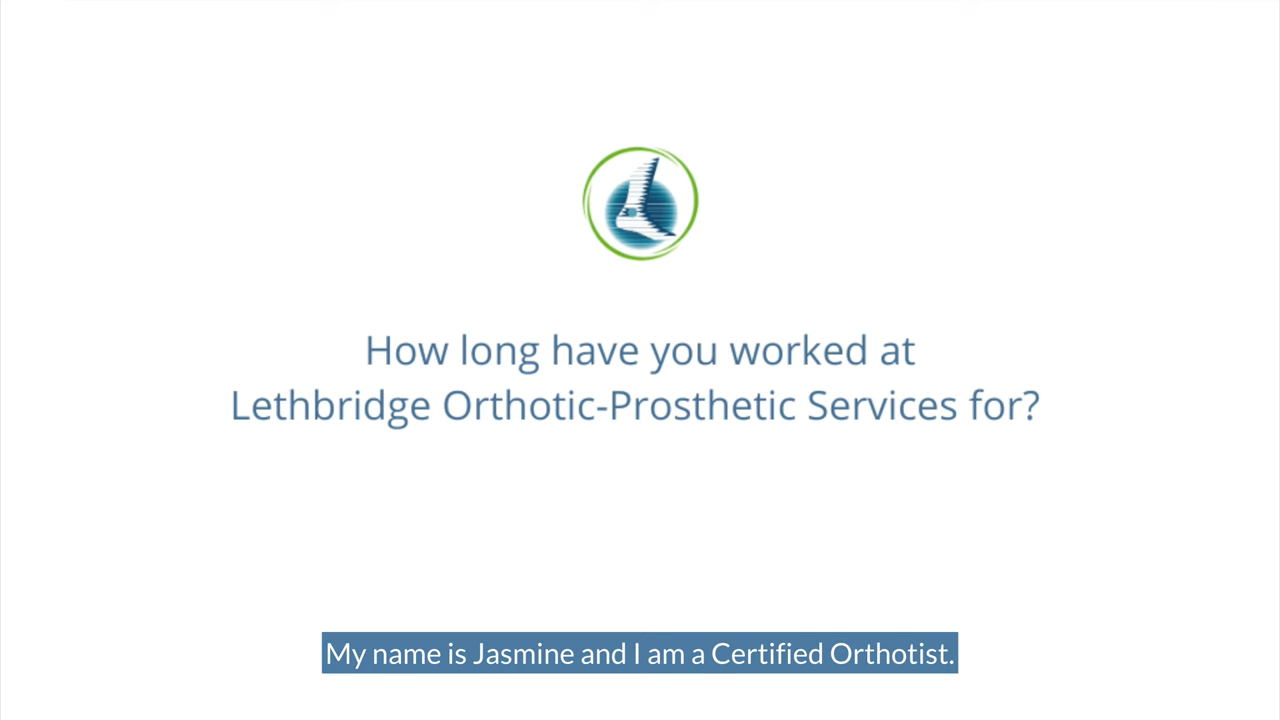 How long have you worked at
Lethbridge Orthotic-Prosthetic Services for?
My name is Jasmine and I am a Certified Orthotist.